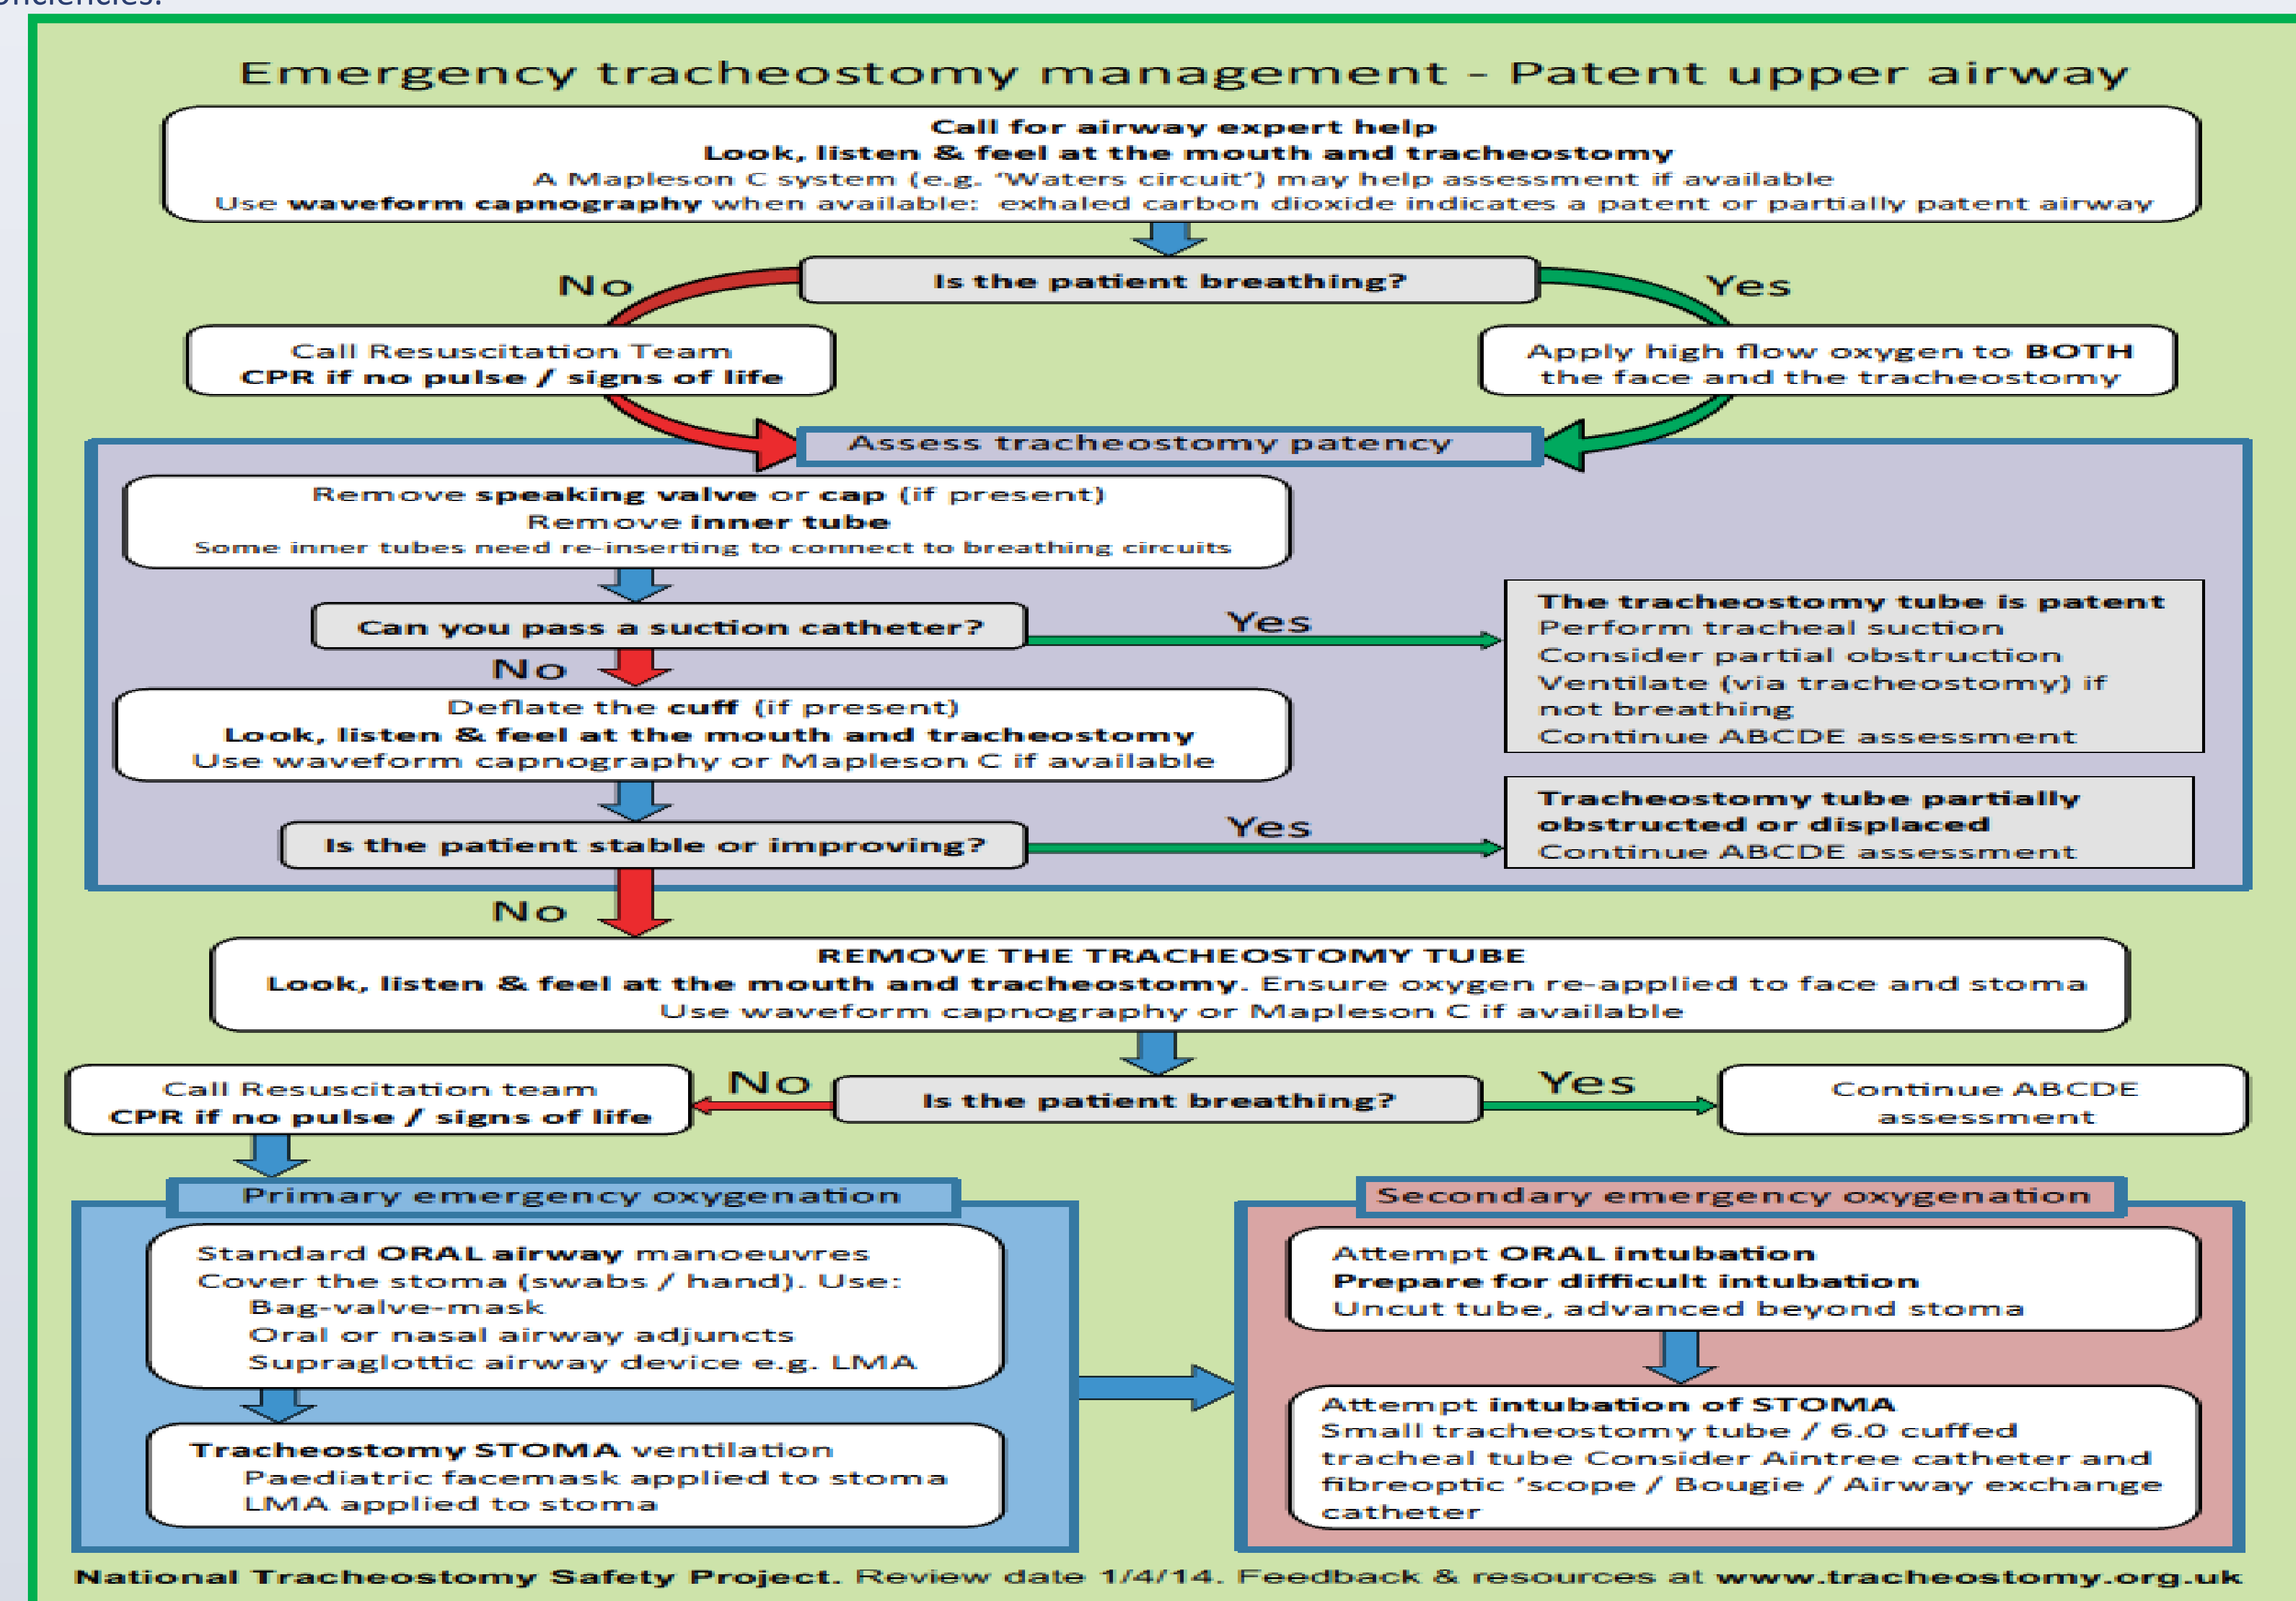 Emergency tracheostomy management - Patent upper airway
Call for airway expert help
Look, listen & feel at the mouth and tracheostomy
A Mapleson C system (e.g. ‘Waters circuit’) may help assessment if available
Use waveform capnography when available: exhaled carbon dioxide indicates a patent or partially patent airway
Is the patient breathing?
No
Yes
Call Resuscitation Team
CPR if no pulse / signs of life
Apply high flow oxygen to BOTH
the face and the tracheostomy
Assess tracheostomy patency
Remove speaking valve or cap (if present)
Remove inner tube
Some inner tubes need re-inserting to connect to breathing circuits
Can you pass a suction catheter?
Yes
The tracheostomy tube is patent
Perform tracheal suction
Consider partial obstruction
Ventilate (via tracheostomy) if
not breathing
Continue ABCDE assessment
No
Deflate the cuff (if present)
Look, listen & feel at the mouth and tracheostomy
Use waveform capnography or Mapleson C if available
Is the patient stable or improving?
Yes
Tracheostomy tube partially
obstructed or displaced
Continue ABCDE assessment
No
REMOVE THE TRACHEOSTOMY TUBE
Look, listen & feel at the mouth and tracheostomy. Ensure oxygen re-applied to face and stoma
Use waveform capnography or Mapleson C if available
Is the patient breathing?
No
Yes
Call Resuscitation team
CPR if no pulse / signs of life
Continue ABCDE
assessment
Primary emergency oxygenation
Standard ORAL airway manoeuvres
Cover the stoma (swabs / hand). Use:
Bag-valve-mask
Oral or nasal airway adjuncts
Supraglottic airway device e.g. LMA
Tracheostomy STOMA ventilation
Paediatric facemask applied to stoma
LMA applied to stoma
Secondary emergency oxygenation
Attempt ORAL intubation
Prepare for difficult intubation
Uncut tube, advanced beyond stoma
Attempt intubation of STOMA
Small tracheostomy tube / 6.0 cuffed
tracheal tube Consider Aintree catheter and
fibreoptic ‘scope / Bougie / Airway exchange
catheter
National Tracheostomy Safety Project. Review date 1/4/14. Feedback & resources at www.tracheostomy.org.uk